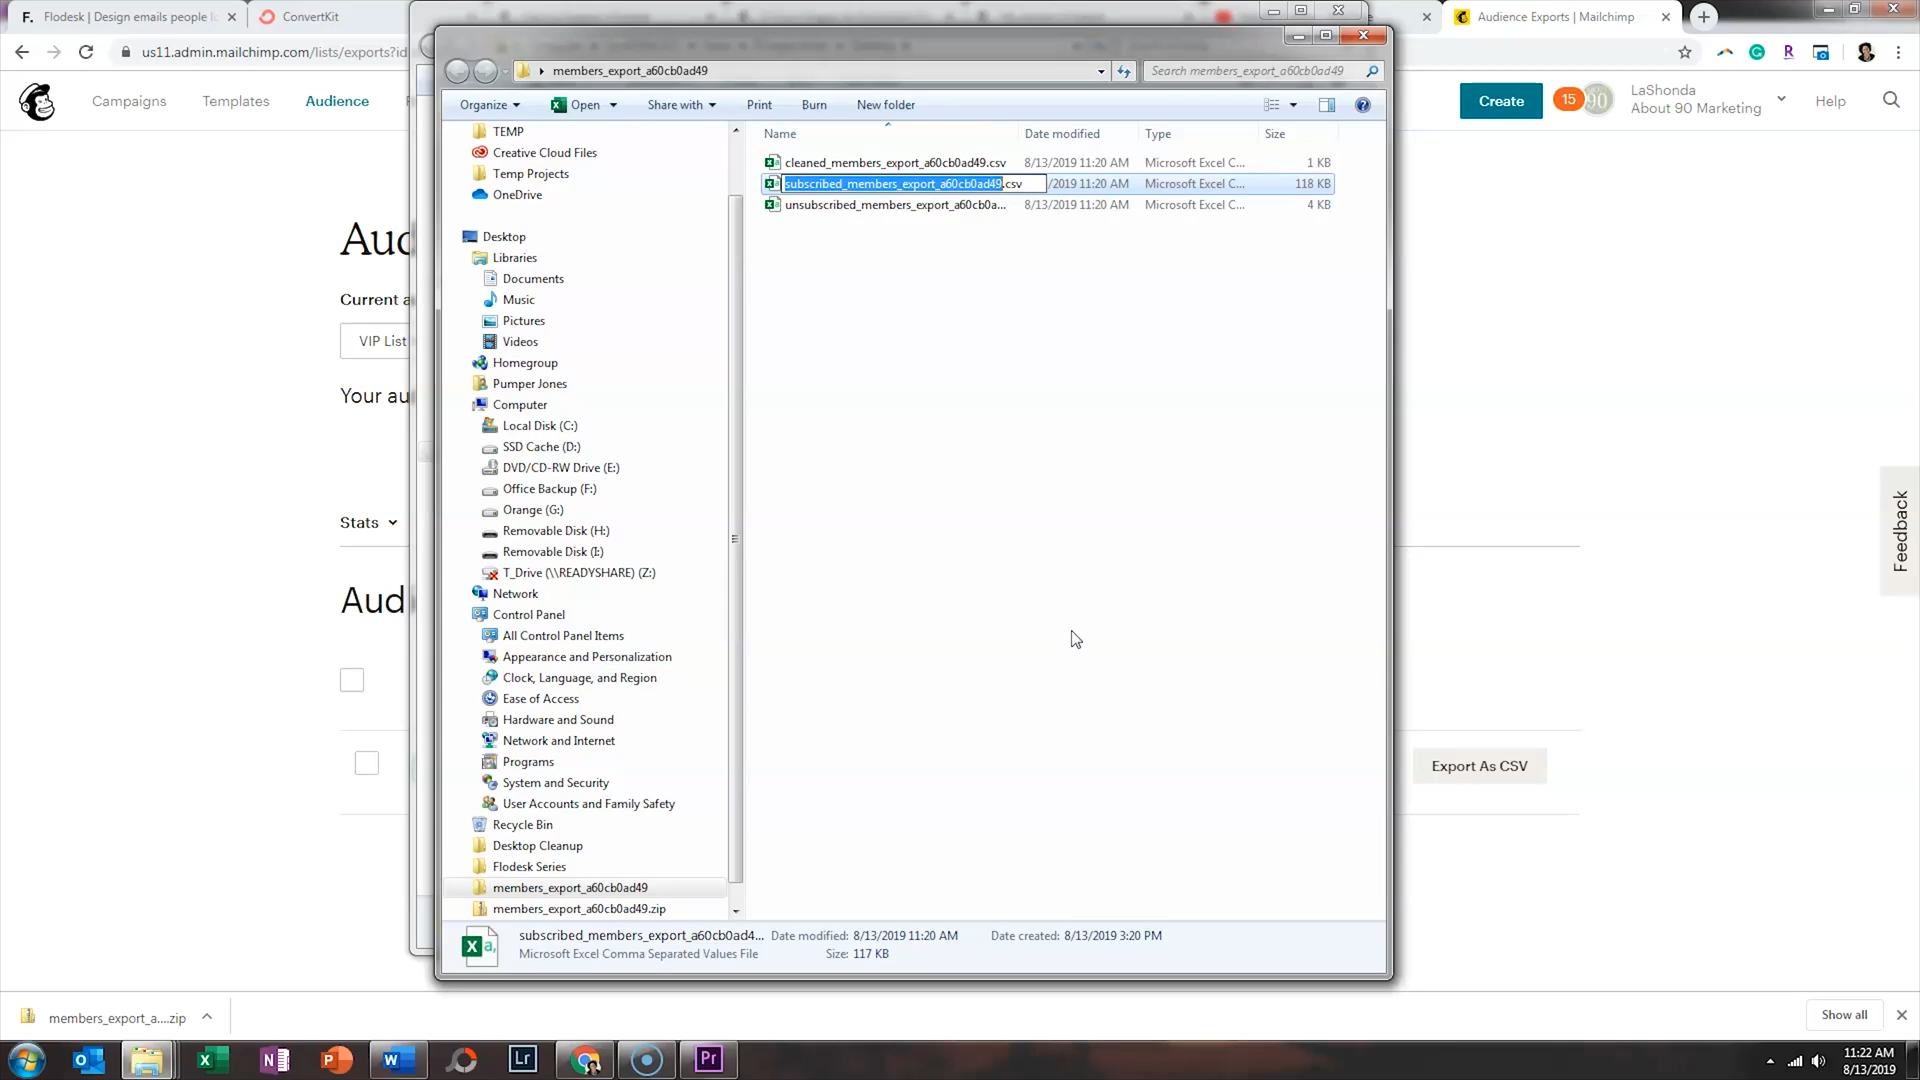 F. Flodesk | Design emails people l
ConvertKit
Audience Exports | Mailchimp
us11.admin.mailchimp.com/lists/exports?id
Campaigns
Templates
Audience
Create
15
90
LaShonda
About 90 Marketing
Help
members_export_a60cb0ad49
Search members_export_a60cb0ad49
Organize
Open
Share with
Print
Burn
New folder
Name
Date modified
Type
Size
cleaned_members_export_a60cb0ad49.csv 8/13/2019 11:20 AM Microsoft Excel C... 1 KB
subscribed_members_export_a60cb0ad49.csv /2019 11:20 AM Microsoft Excel C... 118 KB
unsubscribed_members_export_a60cb0a... 8/13/2019 11:20 AM Microsoft Excel C... 4 KB
TEMP
Creative Cloud Files
Temp Projects
OneDrive
Desktop
Libraries
Documents
Music
Pictures
Videos
Homegroup
Pumper Jones
Computer
Local Disk (C:)
SSD Cache (D:)
DVD/CD-RW Drive (E:)
Office Backup (F:)
Orange (G:)
Removable Disk (H:)
Removable Disk (I:)
T_Drive (\\READYSHARE) (Z:)
Network
Control Panel
All Control Panel Items
Appearance and Personalization
Clock, Language, and Region
Ease of Access
Hardware and Sound
Network and Internet
Programs
System and Security
User Accounts and Family Safety
Recycle Bin
Desktop Cleanup
Flodesk Series
members_export_a60cb0ad49
members_export_a60cb0ad49.zip
subscribed_members_export_a60cb0ad4... Date modified: 8/13/2019 11:20 AM Date created: 8/13/2019 3:20 PM
Microsoft Excel Comma Separated Values File Size: 117 KB
Aud
Current a
VIP List
Your au
Stats
Aud
Export As CSV
Feedback
members_export_a....zip
Show all
Lr
Pr
11:22 AM
8/13/2019